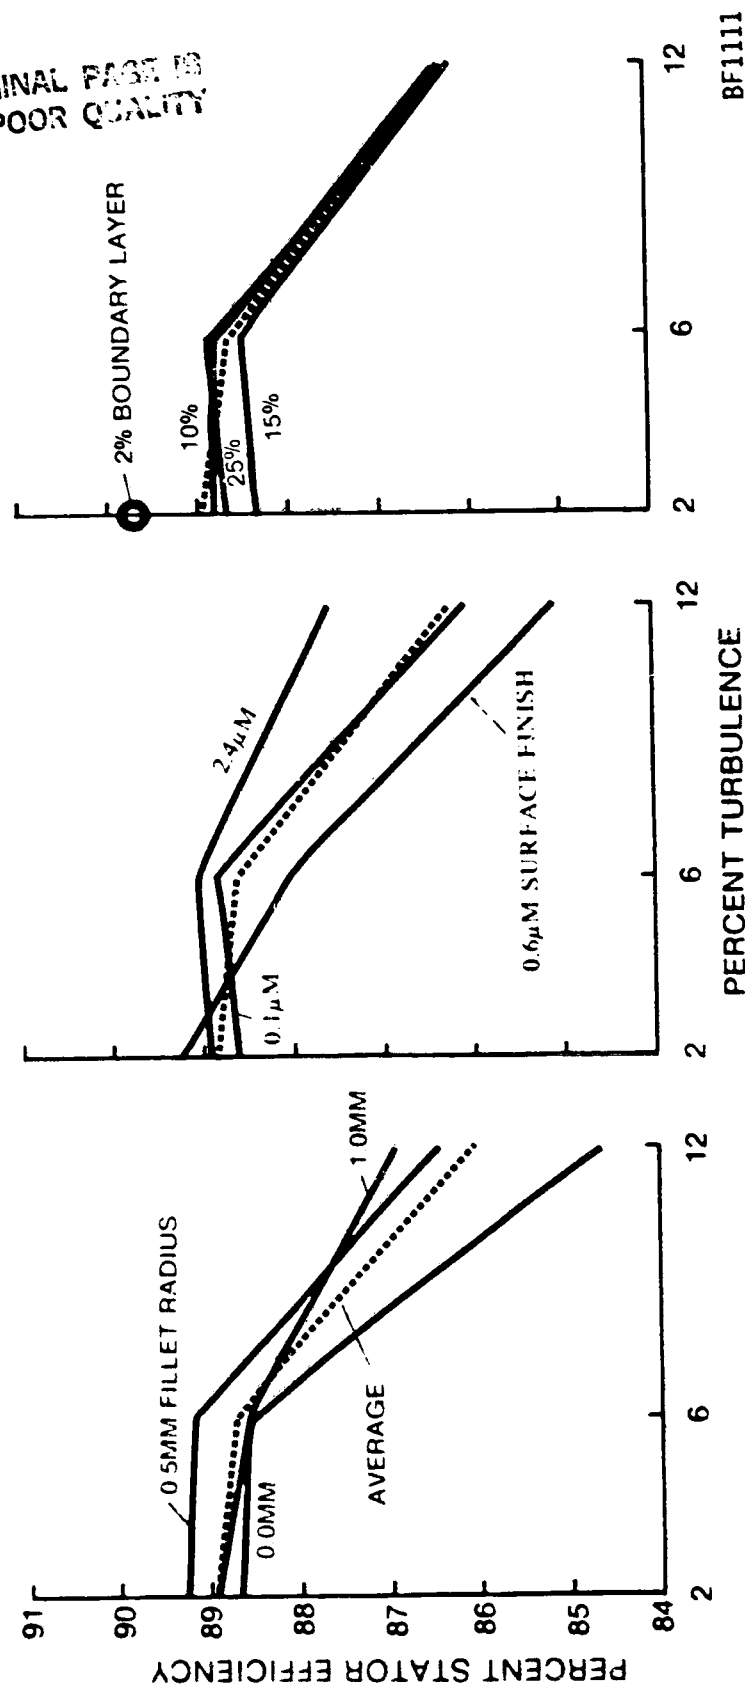 INAL PAGE IS
POOR QUALITY
PERCENT STATOR EFFICIENCY
91
90
89
88
87
86
85
84
0 5MM FILLET RADIUS
0.0MM
AVERAGE
1 0MM
2
6
12
2.4μM
0.1μM
0.6μM SURFACE FINISH
2
6
12
2% BOUNDARY LAYER
10%
25%
15%
2
6
12
PERCENT TURBULENCE
BF1111